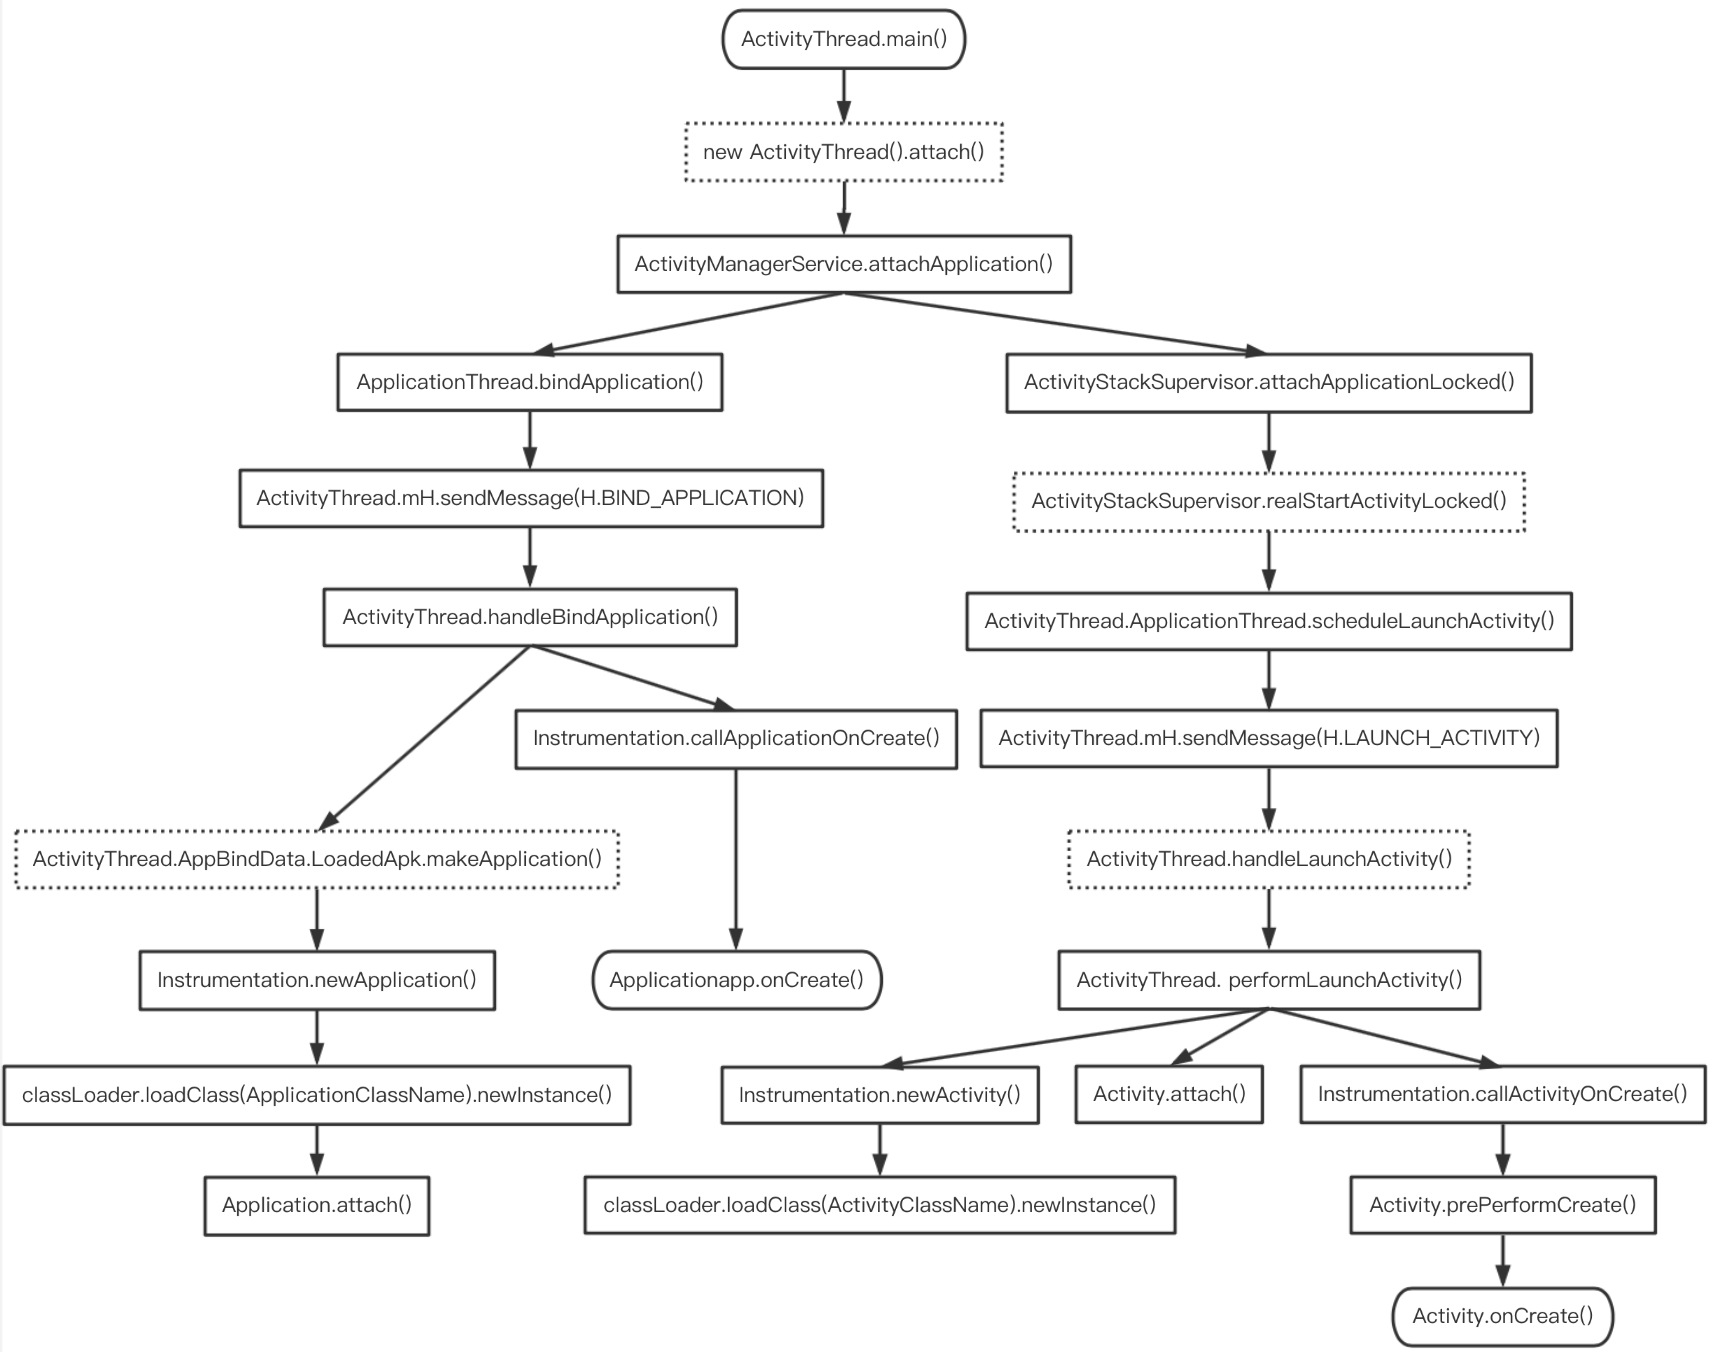 ActivityThread.main()
new ActivityThread().attach()
ActivityManagerService.attachApplication()
ApplicationThread.bindApplication()
ActivityStackSupervisor.attachApplicationLocked()
ActivityThread.mH.sendMessage(H.BIND_APPLICATION)
ActivityStackSupervisor.realStartActivityLocked()
ActivityThread.handleBindApplication()
ActivityThread.ApplicationThread.scheduleLaunchActivity()
Instrumentation.callApplicationOnCreate()
ActivityThread.mH.sendMessage(H.LAUNCH_ACTIVITY)
ActivityThread.AppBindData.LoadedApk.makeApplication()
ActivityThread.handleLaunchActivity()
Instrumentation.newApplication()
Applicationapp.onCreate()
ActivityThread. performLaunchActivity()
classLoader.loadClass(ApplicationClassName).newInstance()
Instrumentation.newActivity()
Activity.attach()
Instrumentation.callActivityOnCreate()
Application.attach()
classLoader.loadClass(ActivityClassName).newInstance()
Activity.prePerformCreate()
Activity.onCreate()